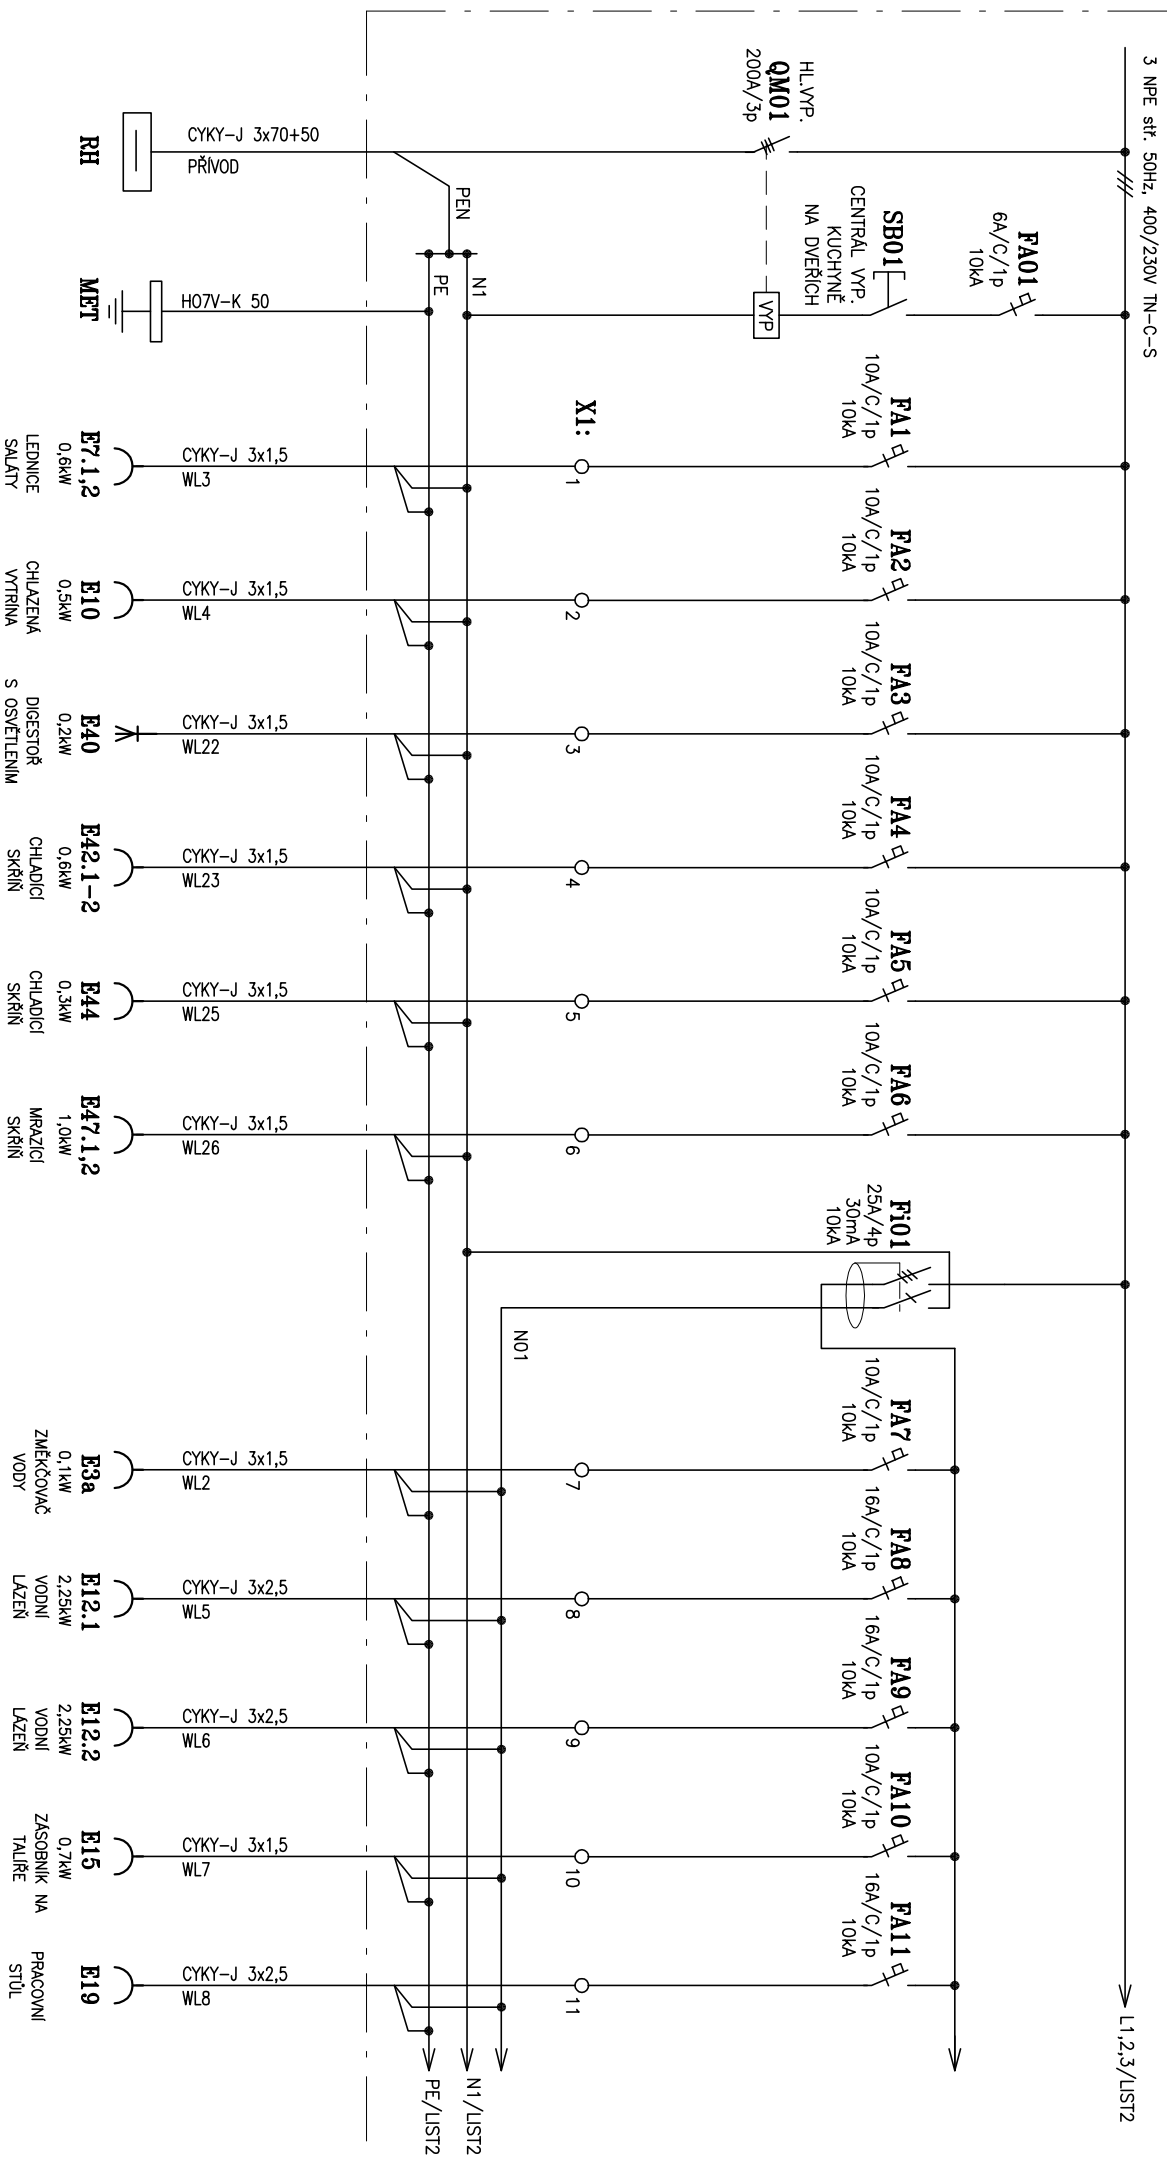 3 NPE stř. 50Hz, 400/230V TN-C-S
L1,2,3/LIST2
HL.VYP.
QM01
200A/3p
FA01
6A/C/1p
10kA
SB01
CENTRÁL VYP.
KUCHYNĚ
NA DVEŘÍCH
VYP
FA1
10A/C/1p
10kA
FA2
10A/C/1p
10kA
FA3
10A/C/1p
10kA
FA4
10A/C/1p
10kA
FA5
10A/C/1p
10kA
FA6
10A/C/1p
10kA
Fi01
25A/4p
30mA
10kA
FA7
10A/C/1p
10kA
FA8
16A/C/1p
10kA
FA9
16A/C/1p
10kA
FA10
10A/C/1p
10kA
FA11
16A/C/1p
10kA
X1:
1
2
3
4
5
6
7
8
9
10
11
N01
PEN
N1
PE
N1/LIST2
PE/LIST2
CYKY-J 3x70+50
PŘÍVOD
H07V-K 50
CYKY-J 3x1,5
WL3
CYKY-J 3x1,5
WL4
CYKY-J 3x1,5
WL22
CYKY-J 3x1,5
WL23
CYKY-J 3x1,5
WL25
CYKY-J 3x1,5
WL26
CYKY-J 3x1,5
WL2
CYKY-J 3x2,5
WL5
CYKY-J 3x2,5
WL6
CYKY-J 3x1,5
WL7
CYKY-J 3x2,5
WL8
RH
MET
E7.1,2
0,6kW
LEDNICE
SALÁTY
E10
0,5kW
CHLAZENÁ
VYTRÍNA
E40
0,2kW
DIGESTOŘ
S OSVĚTLENÍM
E42.1-2
0,6kW
CHLADÍCÍ
SKŘÍŇ
E44
0,3kW
CHLADÍCÍ
SKŘÍŇ
E47.1,2
1,0kW
MRAZÍCÍ
SKŘÍŇ
E3a
0,1kW
ZMĚKČOVAČ
VODY
E12.1
2,25kW
VODNÍ
LÁZEŇ
E12.2
2,25kW
VODNÍ
LÁZEŇ
E15
0,7kW
ZÁSOBNÍK NA
TALÍŘE
E19
PRACOVNÍ
STŮL